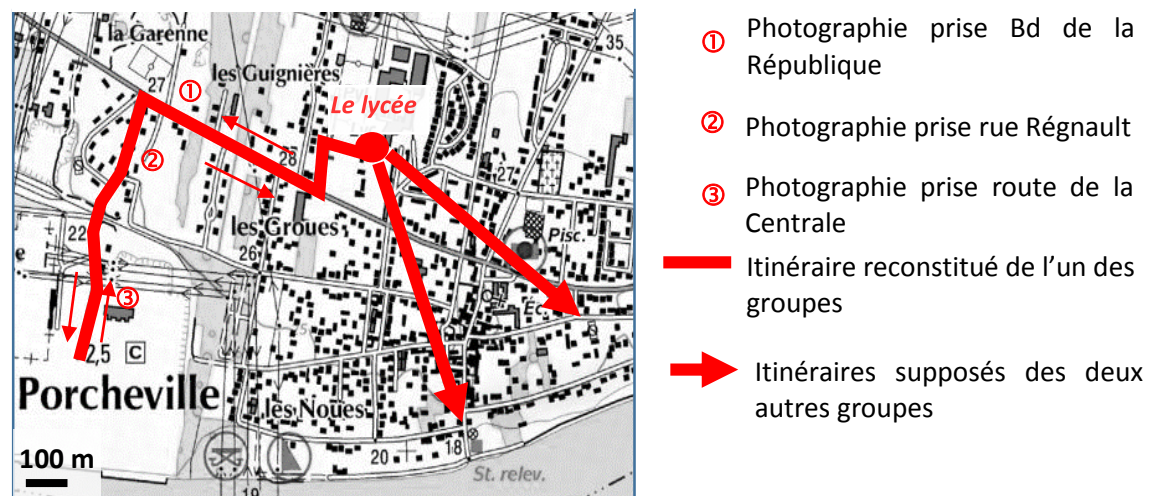 la Garenne
35
27
①
les Guignières
Le lycée
②
28
27
les Groues
Pisc.
22
26
e
③
Éc.
2,5
C
Porcheville
les Noues
100 m
20
18
St. relev.
19
① Photographie prise Bd de la
République
② Photographie prise rue Régnault
③ Photographie prise route de la
Centrale
Itinéraire reconstitué de l’un des
groupes
Itinéraires supposés des deux
autres groupes